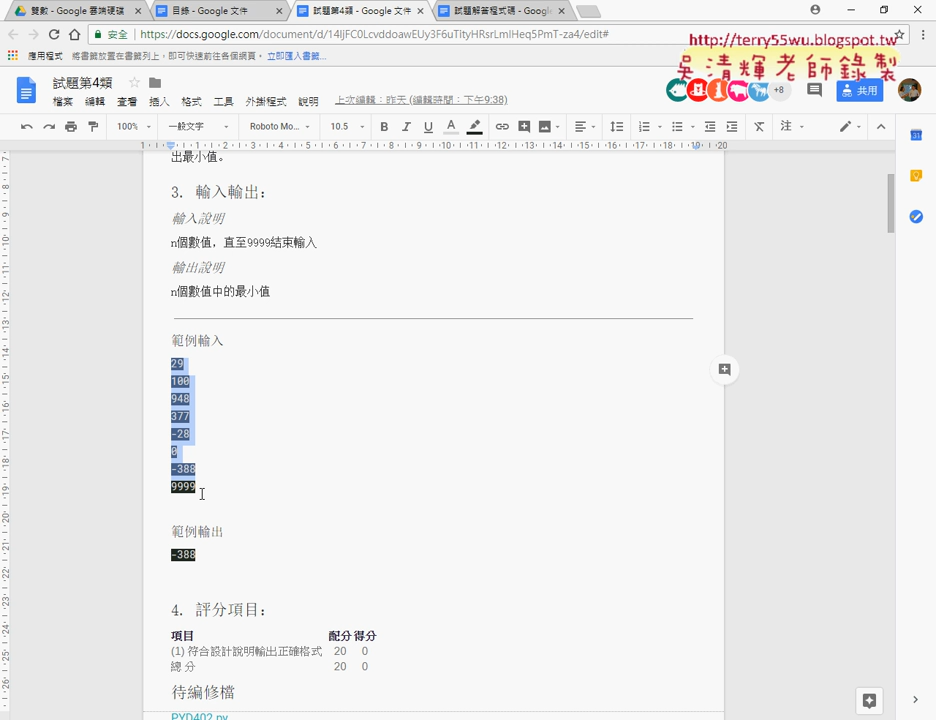 雙數 - Google 雲端硬碟
目錄 - Google 文件
試題第4類 - Google 文件
試題解答程式碼 - Googl
安全
https://docs.google.com/document/d/14IjFC0LcvddoawEUy3F6uTityHRsrLmlHeq5PmT-za4/edit#
http://terry55wu.blogspot.tw
吳清輝老師錄製
應用程式
將書籤放置在書籤列上，即可快速前往各個網頁。
立即匯入書籤...
試題第4類
檔案 編輯 查看 插入 格式 工具 外掛程式 說明
上次編輯：昨天 (編輯時間：下午9:38)
+8
共用
100%
一般文字
Roboto Mo...
10.5
注
出最小值。
3. 輸入輸出：
輸入說明
n個數值，直至9999結束輸入
輸出說明
n個數值中的最小值
範例輸入
29
100
948
377
-28
0
-388
9999
範例輸出
-388
4. 評分項目：
項目 配分 得分
(1) 符合設計說明輸出正確格式 20 0
總 分 20 0
待編修檔
PYD402.py